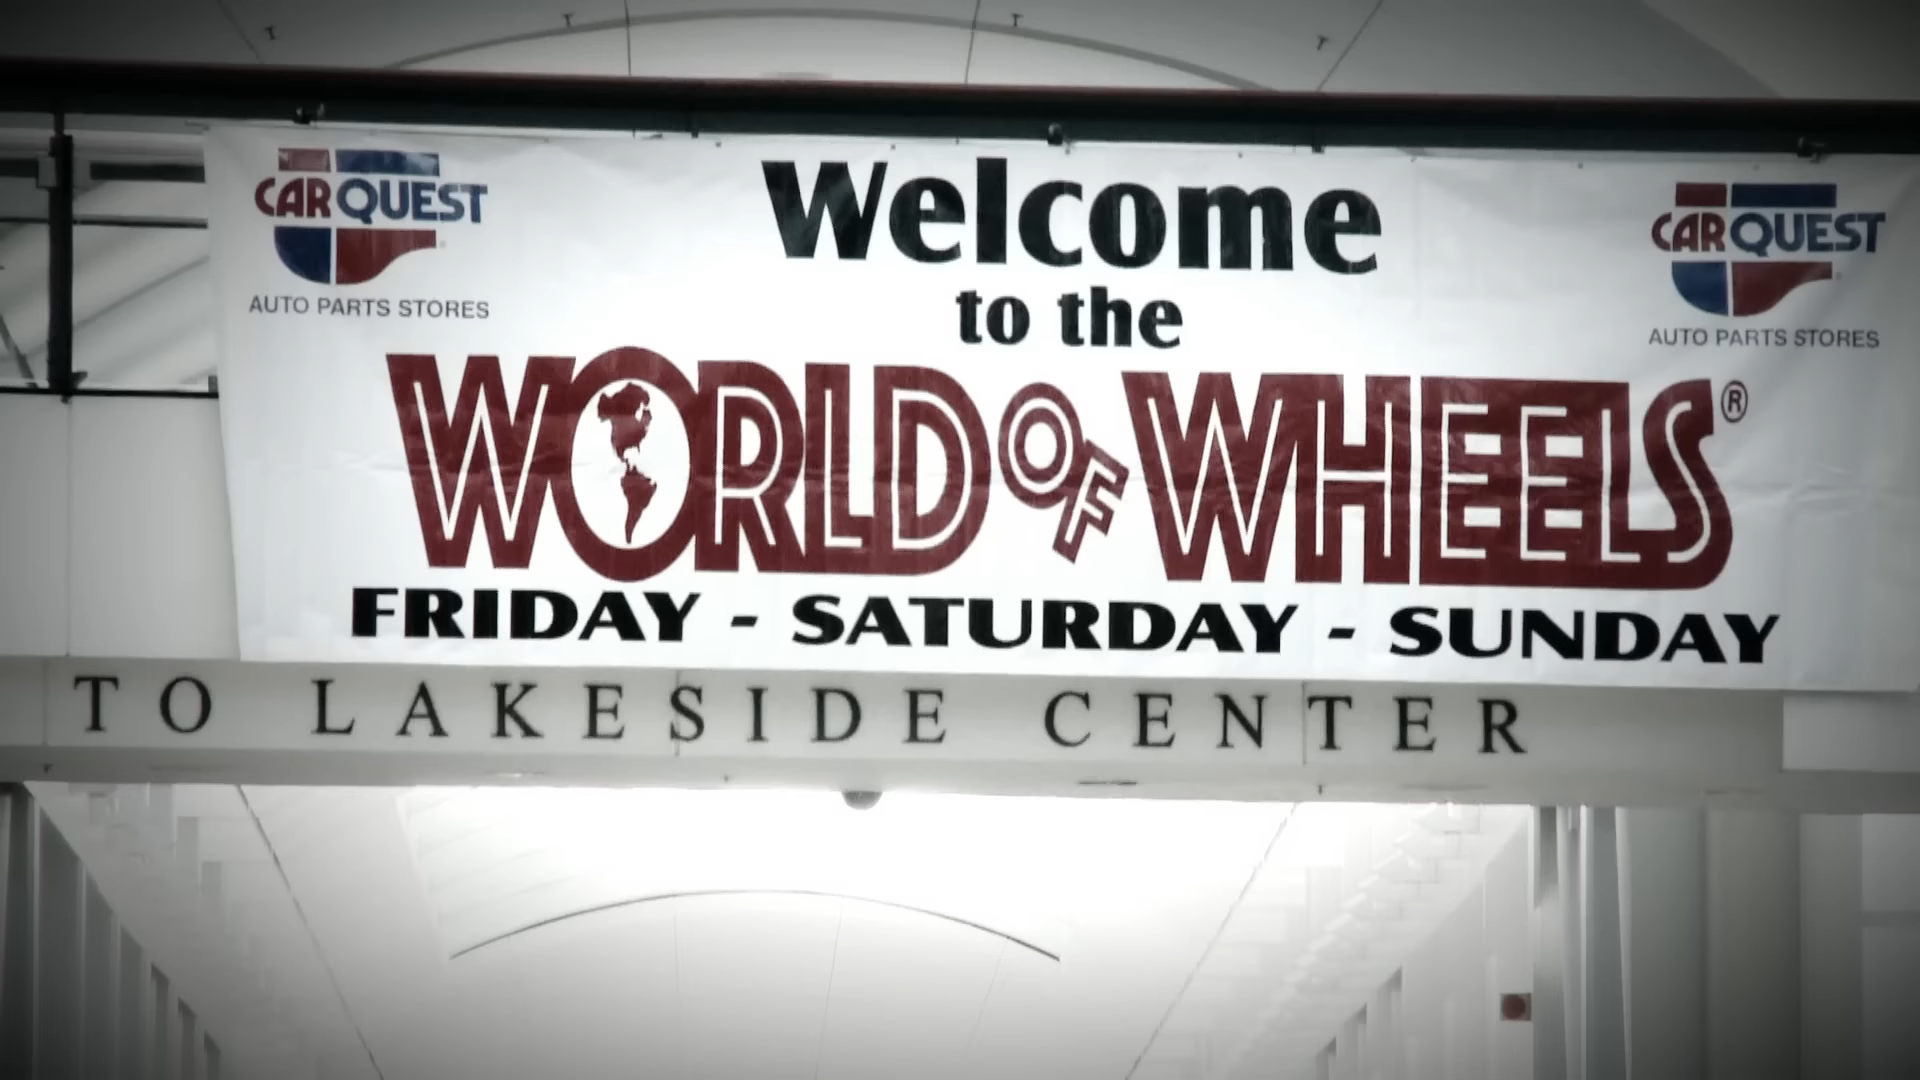 CARQUEST
AUTO PARTS STORES
Welcome
to the
WORLD OF WHEELS®
FRIDAY - SATURDAY - SUNDAY
CARQUEST
AUTO PARTS STORES
TO LAKESIDE CENTER